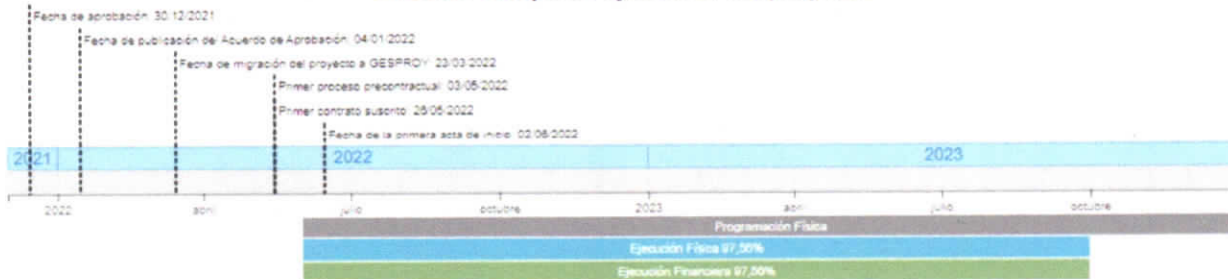 Fecha de aprobación: 30/12/2021
Fecha de publicación del Acuerdo de Aprobación: 04/01/2022
Fecha de migración del proyecto a GESPROY: 23/03/2022
Primer proceso precontractual: 03/05/2022
Primer contrato suscrito: 26/05/2022
Fecha de la primera acta de inicio: 02/06/2022
2021 2022 2023
2022 abril julio octubre 2023 abril julio octubre
Programación Física
Ejecución Física 97,56%
Ejecución Financiera 97,56%